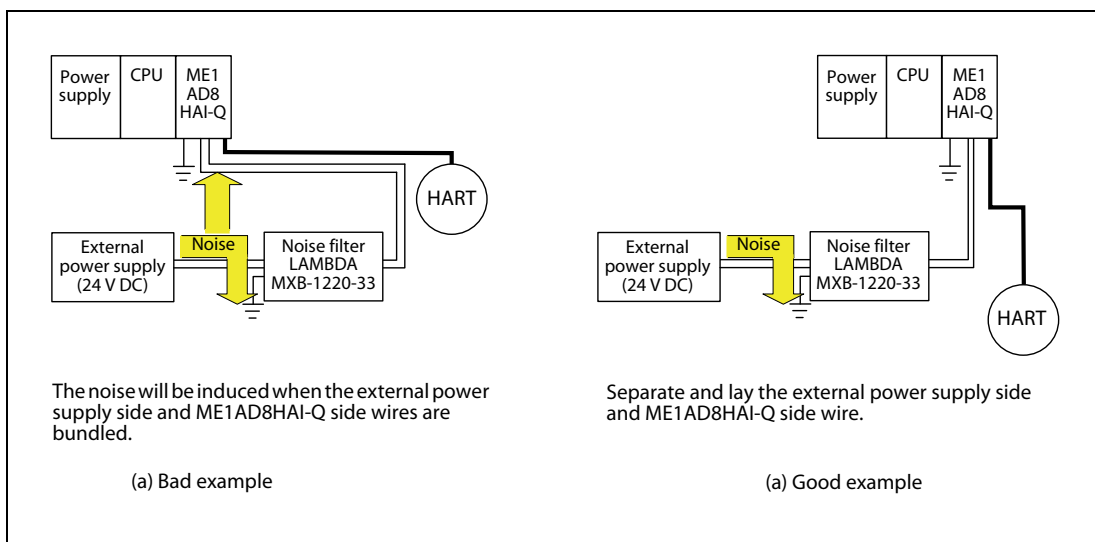 Power
supply
CPU
ME1
AD8
HAI-Q
HART
External
power supply
(24 V DC)
Noise
Noise filter
LAMBDA
MXB-1220-33
The noise will be induced when the external power
supply side and ME1AD8HAI-Q side wires are
bundled.
(a) Bad example
Power
supply
CPU
ME1
AD8
HAI-Q
External
power supply
(24 V DC)
Noise
Noise filter
LAMBDA
MXB-1220-33
HART
Separate and lay the external power supply side
and ME1AD8HAI-Q side wire.
(a) Good example